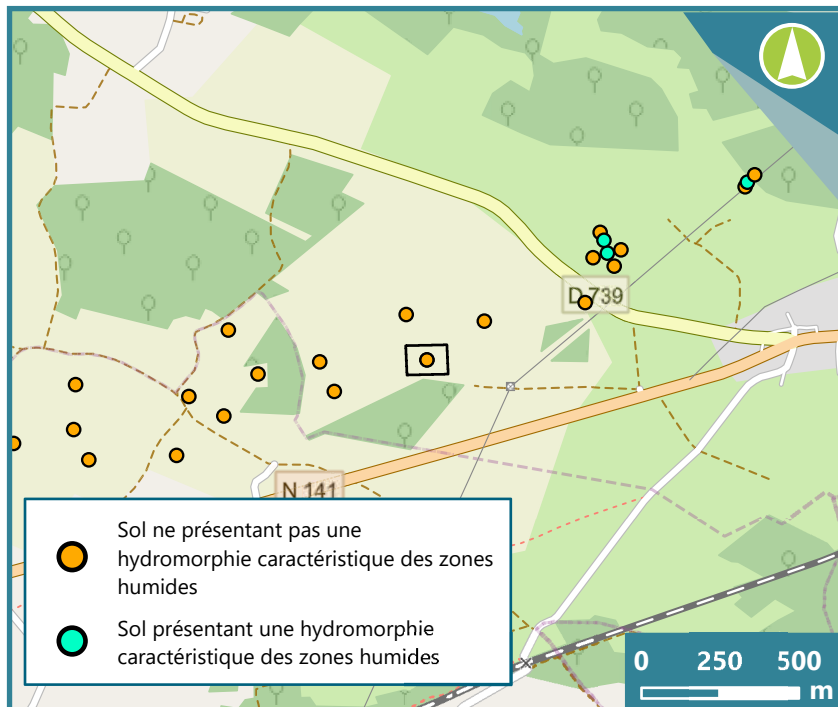 D 739
N 141
Sol ne présentant pas une
hydromorphie caractéristique des zones
humides
Sol présentant une hydromorphie
caractéristique des zones humides
0 250 500
m